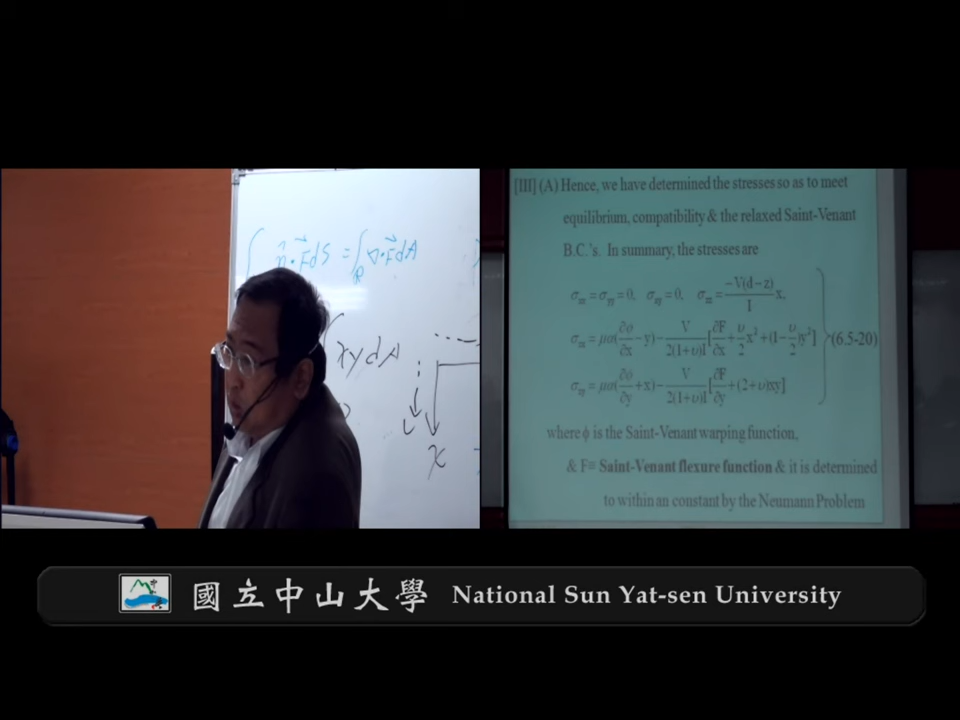 ∫ n̂·F⃗ dS = ∫_R ∇·F⃗ dA
∫ xy dA
x
[III] (A) Hence, we have determined the stresses so as to meet
equilibrium, compatibility & the relaxed Saint-Venant
B.C.'s. In summary, the stresses are
σxx = σyy = 0, σxy = 0, σzz = −V(d−z)/I x,
σzx = μα(∂ϕ/∂x − y) − V/2(1+υ)I [∂F/∂x + υ/2 x² + (1−υ/2)y²] (6.5-20)
σzy = μα(∂ϕ/∂y + x) − V/2(1+υ)I [∂F/∂y + (2+υ)xy]
where ϕ is the Saint-Venant warping function,
& F≡ Saint-Venant flexure function & it is determined
to within an constant by the Neumann Problem
國立中山大學 National Sun Yat-sen University